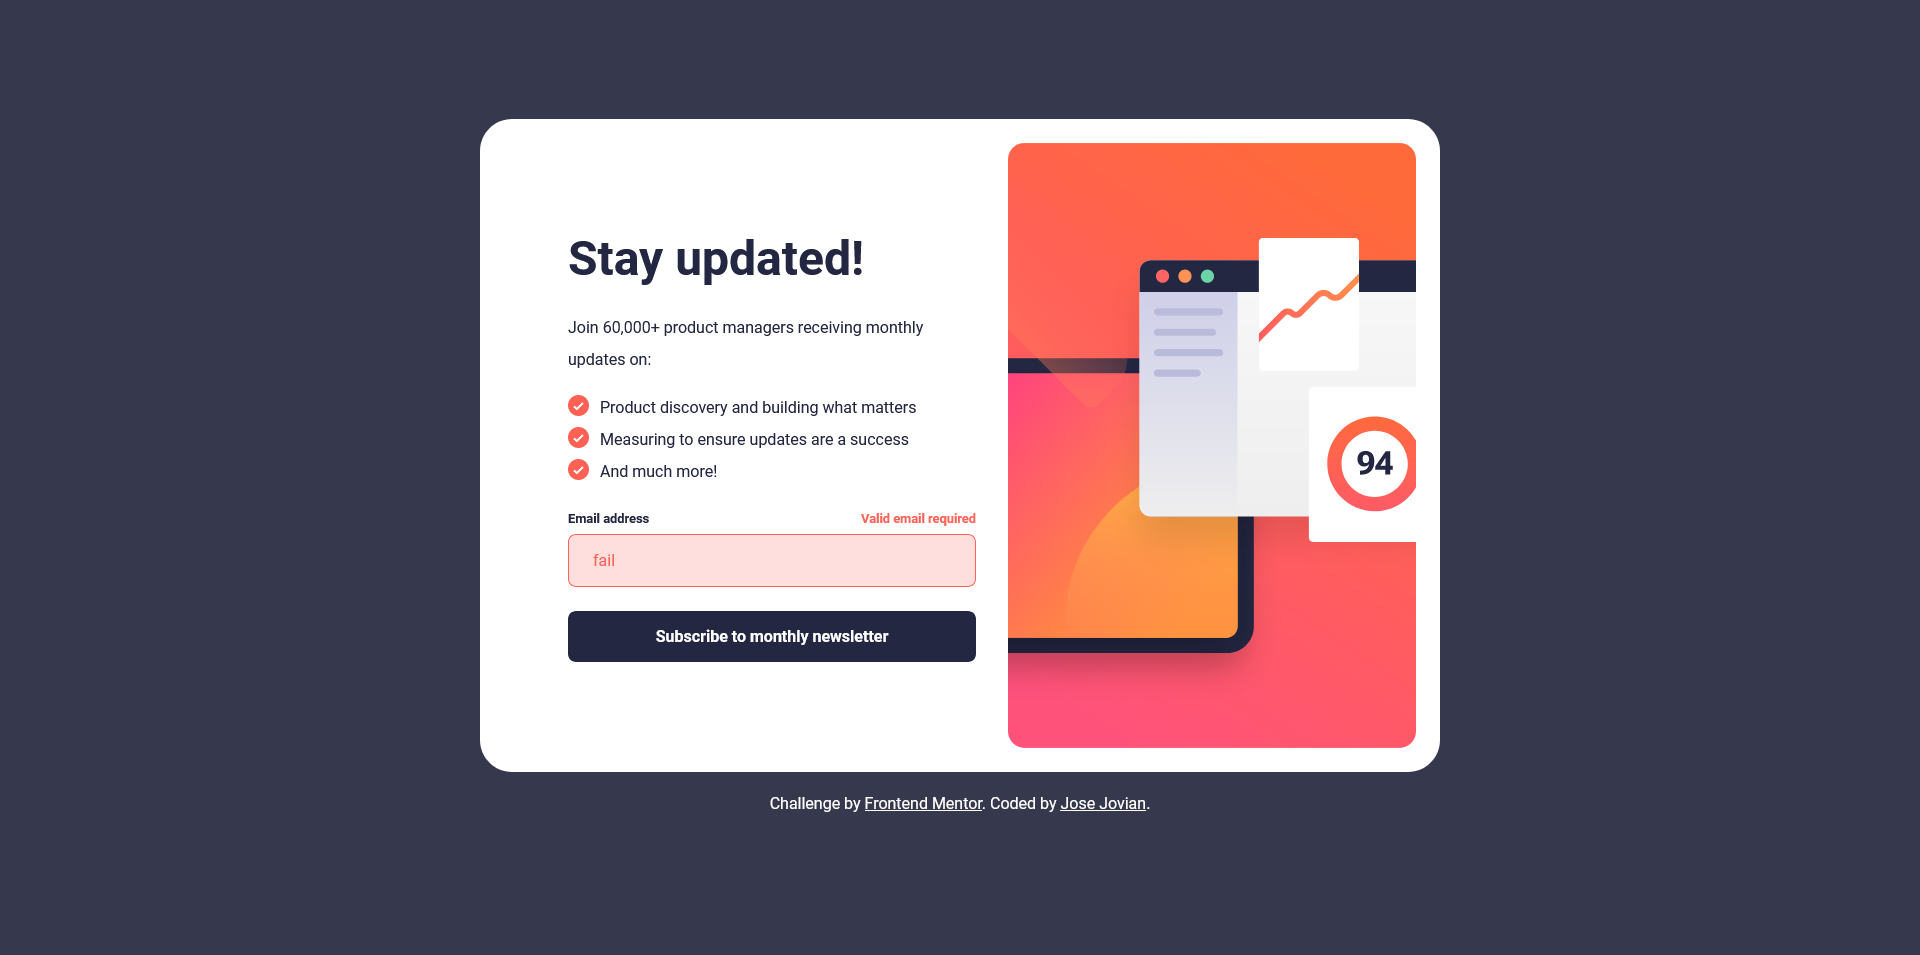 Stay updated!
Join 60,000+ product managers receiving monthly
updates on:
Product discovery and building what matters
Measuring to ensure updates are a success
And much more!
Email address
Valid email required
fail
Subscribe to monthly newsletter
94
Challenge by Frontend Mentor. Coded by Jose Jovian.